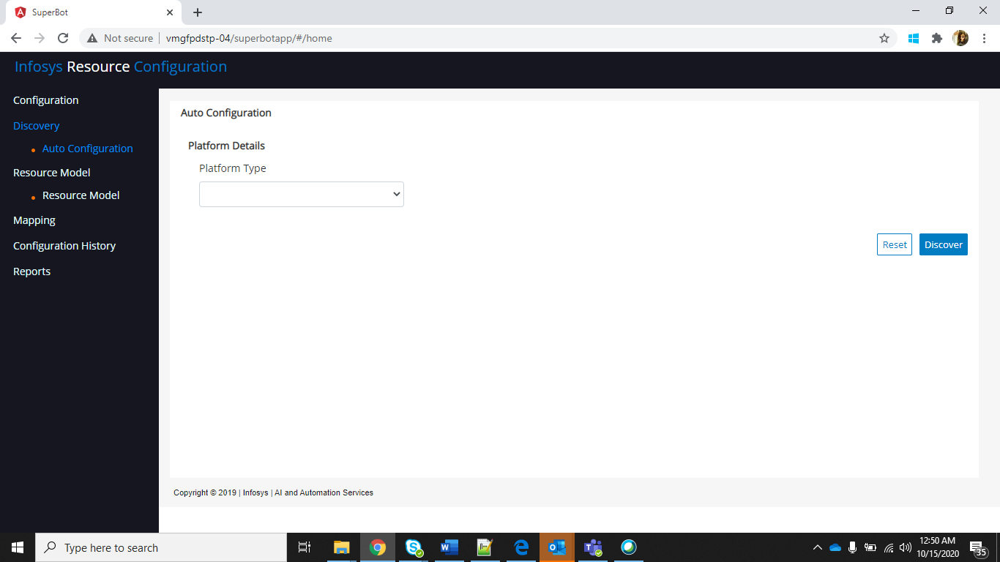 SuperBot
Not secure vmgfpdstp-04/superbotapp/#/home
Infosys Resource Configuration
Configuration
Discovery
Auto Configuration
Resource Model
Resource Model
Mapping
Configuration History
Reports
Auto Configuration
Platform Details
Platform Type
Reset Discover
Copyright © 2019 | Infosys | AI and Automation Services
Type here to search
12:50 AM
10/15/2020
35